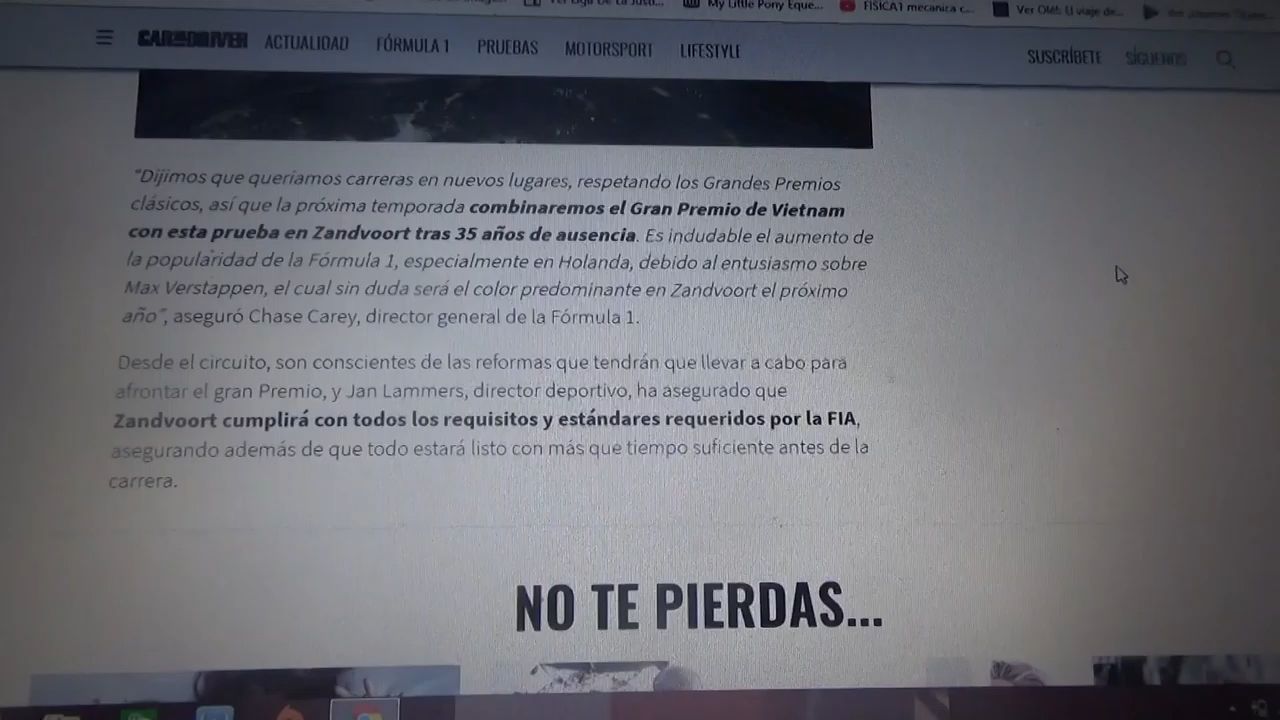 My Little Pony Eque...
FISICA1 mecanica c...
Ver Olét: U viaje de...
CAR AND DRIVER ACTUALIDAD FÓRMULA 1 PRUEBAS MOTORSPORT LIFESTYLE SUSCRÍBETE SÍGUENOS
"Dijimos que queríamos carreras en nuevos lugares, respetando los Grandes Premios
clásicos, así que la próxima temporada combinaremos el Gran Premio de Vietnam
con esta prueba en Zandvoort tras 35 años de ausencia. Es indudable el aumento de
la popularidad de la Fórmula 1, especialmente en Holanda, debido al entusiasmo sobre
Max Verstappen, el cual sin duda será el color predominante en Zandvoort el próximo
año", aseguró Chase Carey, director general de la Fórmula 1.
Desde el circuito, son conscientes de las reformas que tendrán que llevar a cabo para
afrontar el gran Premio, y Jan Lammers, director deportivo, ha asegurado que
Zandvoort cumplirá con todos los requisitos y estándares requeridos por la FIA,
asegurando además de que todo estará listo con más que tiempo suficiente antes de la
carrera.
NO TE PIERDAS...